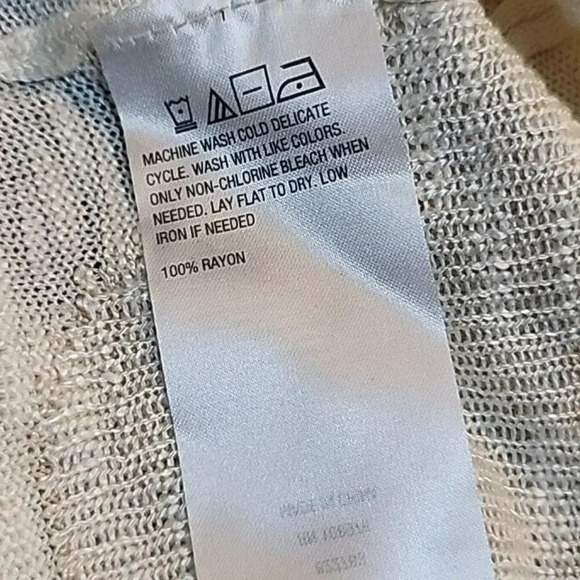 MACHINE WASH COLD DELICATE
CYCLE. WASH WITH LIKE COLORS.
ONLY NON-CHLORINE BLEACH WHEN
NEEDED. LAY FLAT TO DRY. LOW
IRON IF NEEDED
100% RAYON